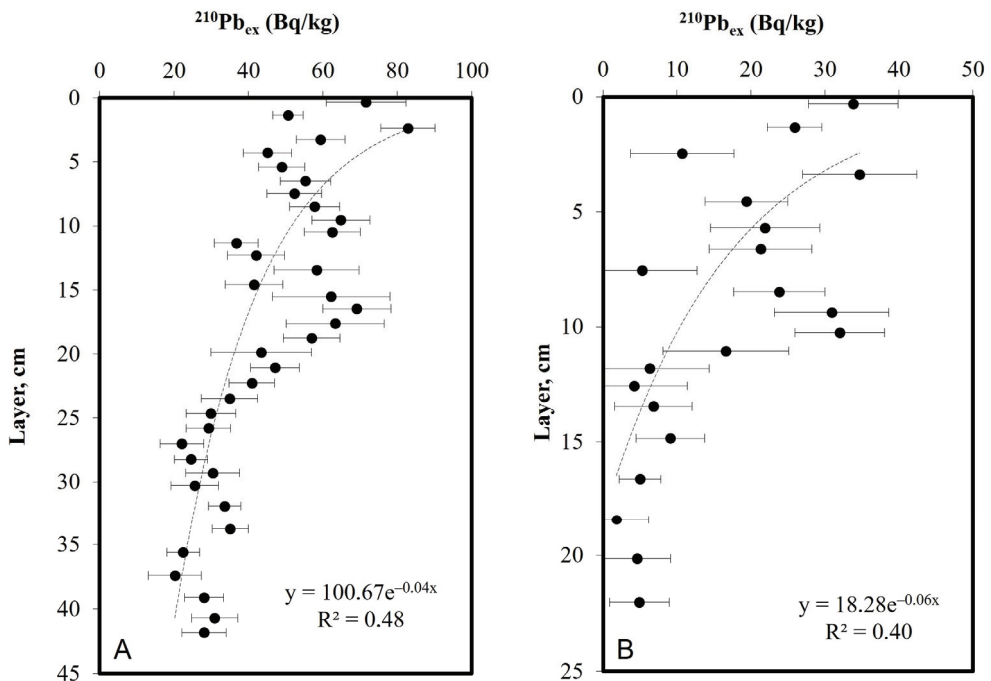 ²¹⁰Pbₑₓ (Bq/kg)
0 20 40 60 80 100
0
5
10
15
20
25
30
35
40
45
Layer, cm
y = 100.67e⁻⁰·⁰⁴ˣ
R² = 0.48
A
²¹⁰Pbₑₓ (Bq/kg)
0 10 20 30 40 50
0
5
10
15
20
25
Layer, cm
y = 18.28e⁻⁰·⁰⁶ˣ
R² = 0.40
B